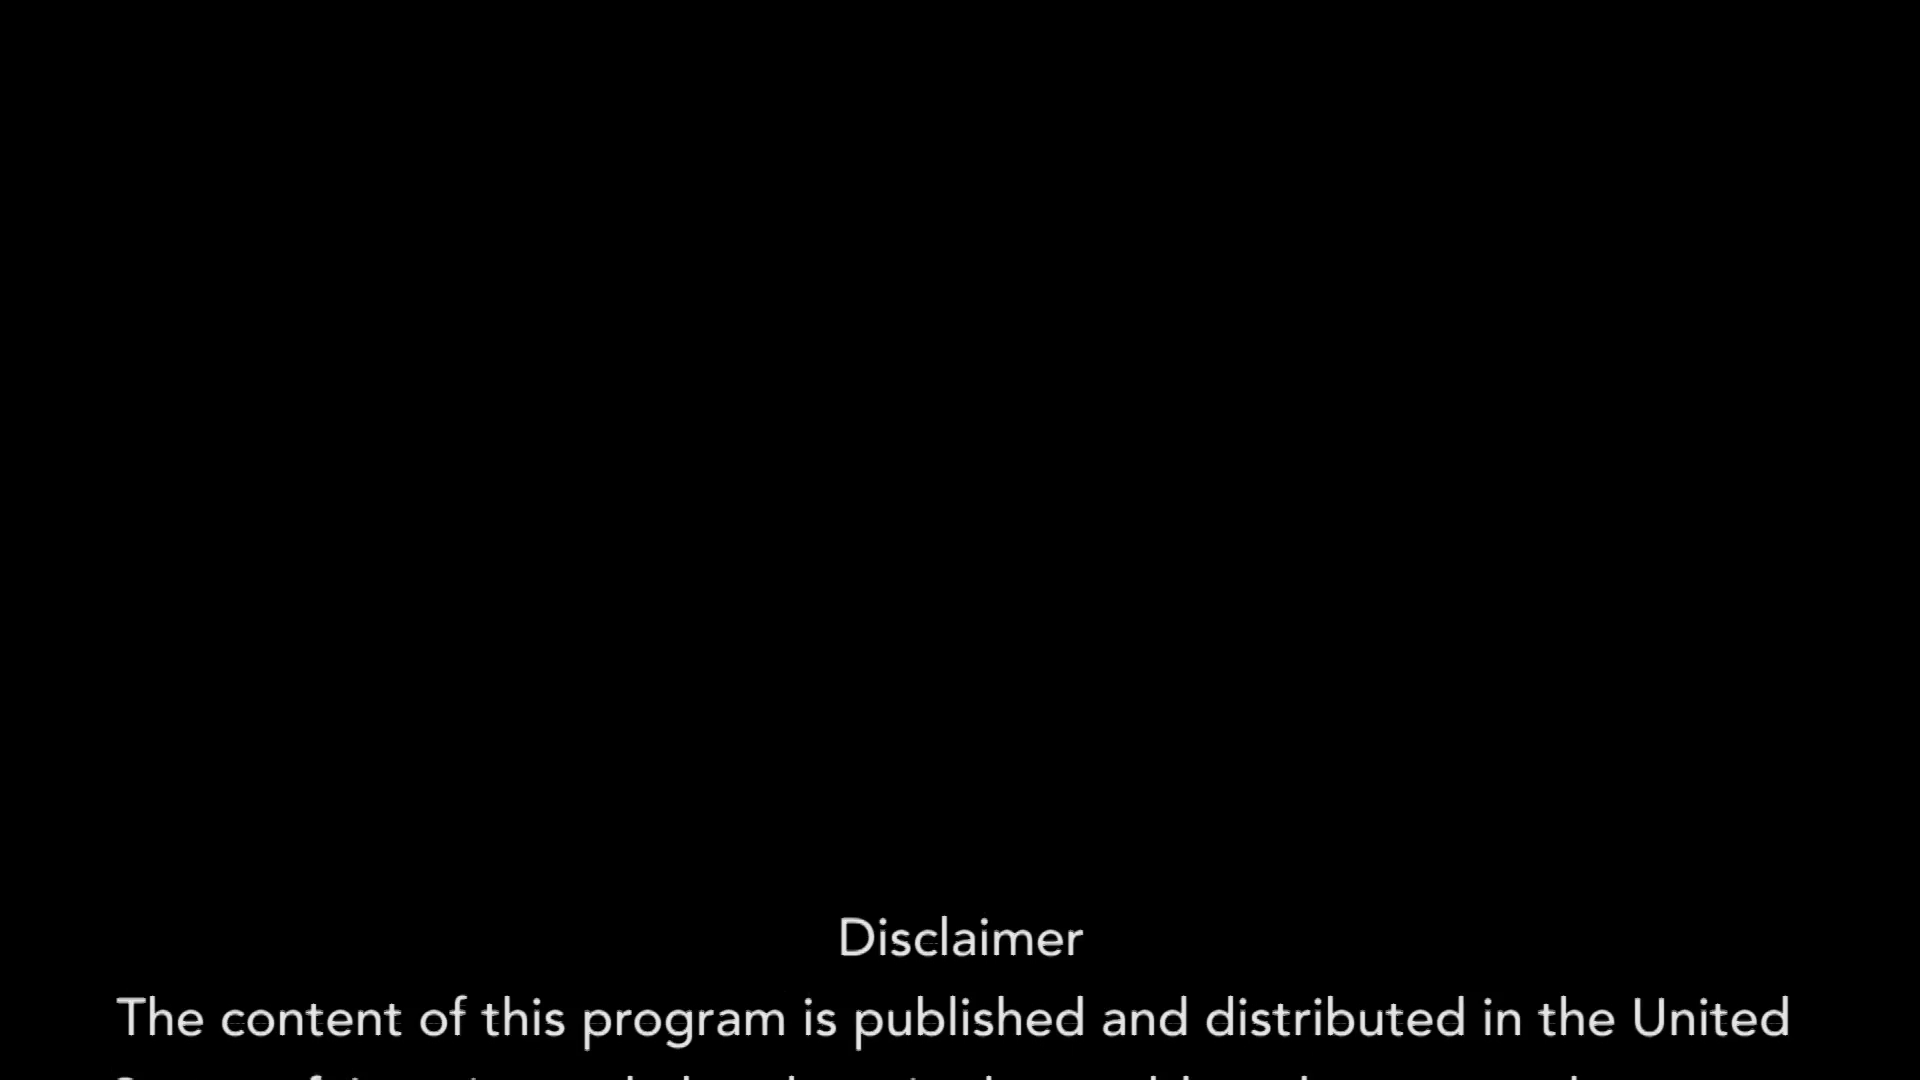 Disclaimer
The content of this program is published and distributed in the United